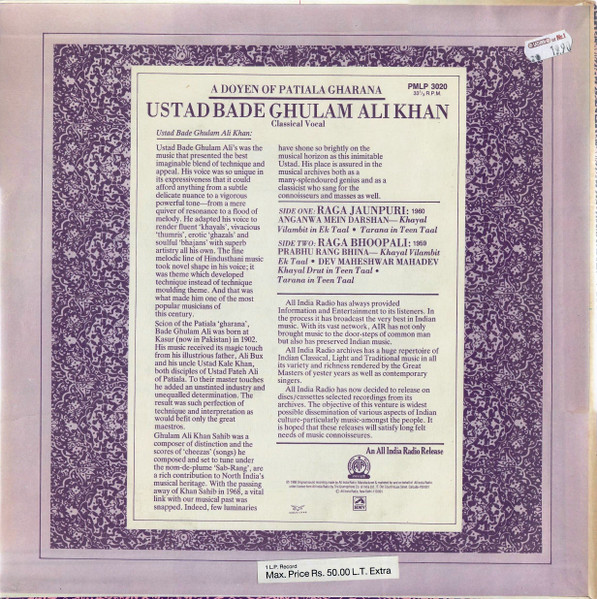 A DOYEN OF PATIALA GHARANA
PMLP 3020
33⅓ R.P.M.
USTAD BADE GHULAM ALI KHAN
Classical Vocal
Ustad Bade Ghulam Ali Khan:
Ustad Bade Ghulam Ali's was the
music that presented the best
imaginable blend of technique and
appeal. His voice was so unique in
its expressiveness that it could
afford anything from a subtle
delicate nuance to a vigorous
powerful tone—from a mere
quiver of resonance to a flood of
melody. He adapted his voice to
render fluent 'khayals', vivacious
'thumris', erotic 'ghazals' and
soulful 'bhajans' with superb
artistry all his own. The fine
melodic line of Hindusthani music
took novel shape in his voice; it
was theme which developed
technique instead of technique
moulding theme. And that was
what made him one of the most
popular musicians of
this century.
Scion of the Patiala 'gharana',
Bade Ghulam Ali was born at
Kasur (now in Pakistan) in 1902.
His music received its magic touch
from his illustrious father, Ali Bux
and his uncle Ustad Kale Khan,
both disciples of Ustad Fateh Ali
of Patiala. To their master touches
he added an unstinted industry and
unequalled determination. The
result was such perfection of
technique and interpretation as
would befit only the great
maestros.
Ghulam Ali Khan Sahib was a
composer of distinction and the
scores of 'cheezas' (songs) he
composed and set to tune under
the nom-de-plume 'Sab-Rang', are
a rich contribution to North India's
musical heritage. With the passing
away of Khan Sahib in 1968, a vital
link with our musical past was
snapped. Indeed, few luminaries
have shone so brightly on the
musical horizon as this inimitable
Ustad. His place is assured in the
musical archives both as a
many-splendoured genius and as a
classicist who sang for the
connoisseurs and masses as well.
SIDE ONE: RAGA JAUNPURI: 1960
ANGANWA MEIN DARSHAN— Khayal
Vilambit in Ek Taal • Tarana in Teen Taal
SIDE TWO: RAGA BHOOPALI: 1959
PRABHU RANG BHINA— Khayal Vilambit
Ek Taal • DEV MAHESHWAR MAHADEV
Khayal Drut in Teen Taal •
Tarana in Teen Taal
All India Radio has always provided
Information and Entertainment to its listeners. In
the process it has broadcast the very best in Indian
music. With its vast network, AIR has not only
brought music to the door-steps of common man
but also has preserved Indian music.
All India Radio archives has a huge repertoire of
Indian Classical, Light and Traditional music in all
its variety and richness rendered by the Great
Masters of yester years as well as contemporary
singers.
All India Radio has now decided to release on
discs/cassettes selected recordings from its
archives. The objective of this venture is widest
possible dissemination of various aspects of Indian
culture-particularly music-amongst the people. It
is hoped that these releases will satisfy long felt
needs of music connoisseurs.
An All India Radio Release
1 L.P. Record
Max. Price Rs. 50.00 L.T. Extra